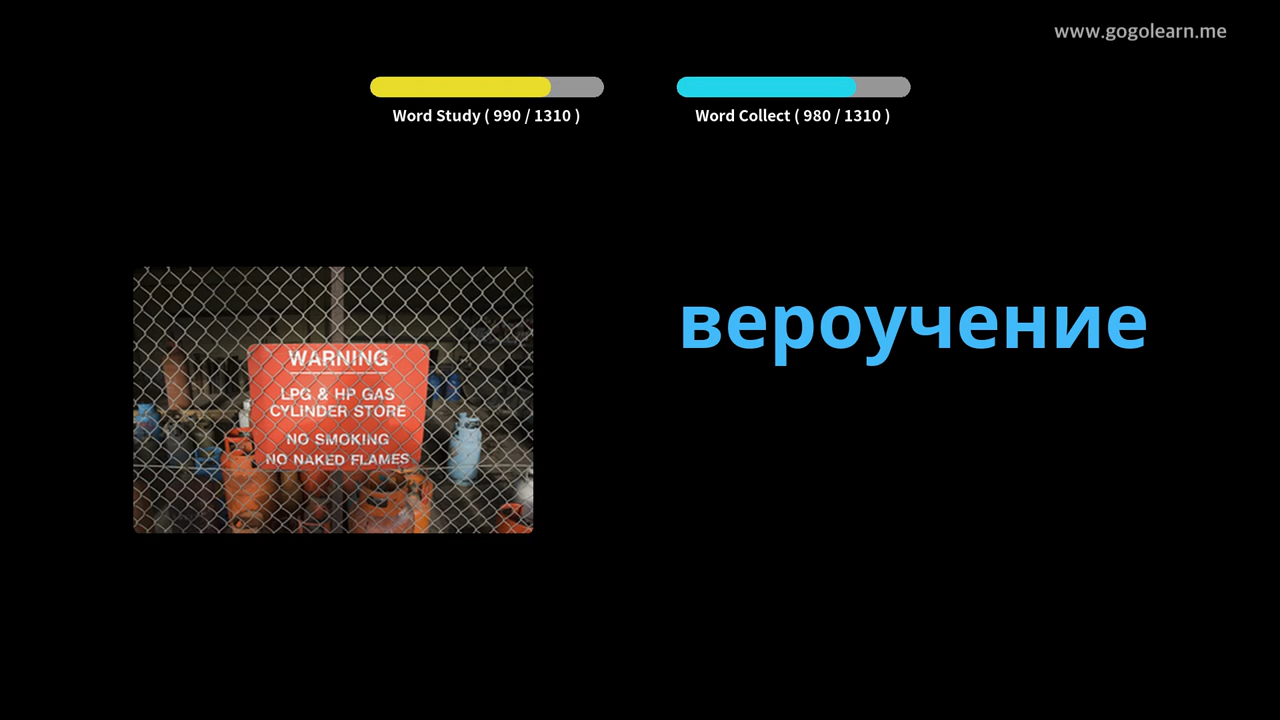 www.gogolearn.me
Word Study ( 990 / 1310 )
Word Collect ( 980 / 1310 )
вероучение
WARNING
LPG & HP GAS
CYLINDER STORE
NO SMOKING
NO NAKED FLAMES